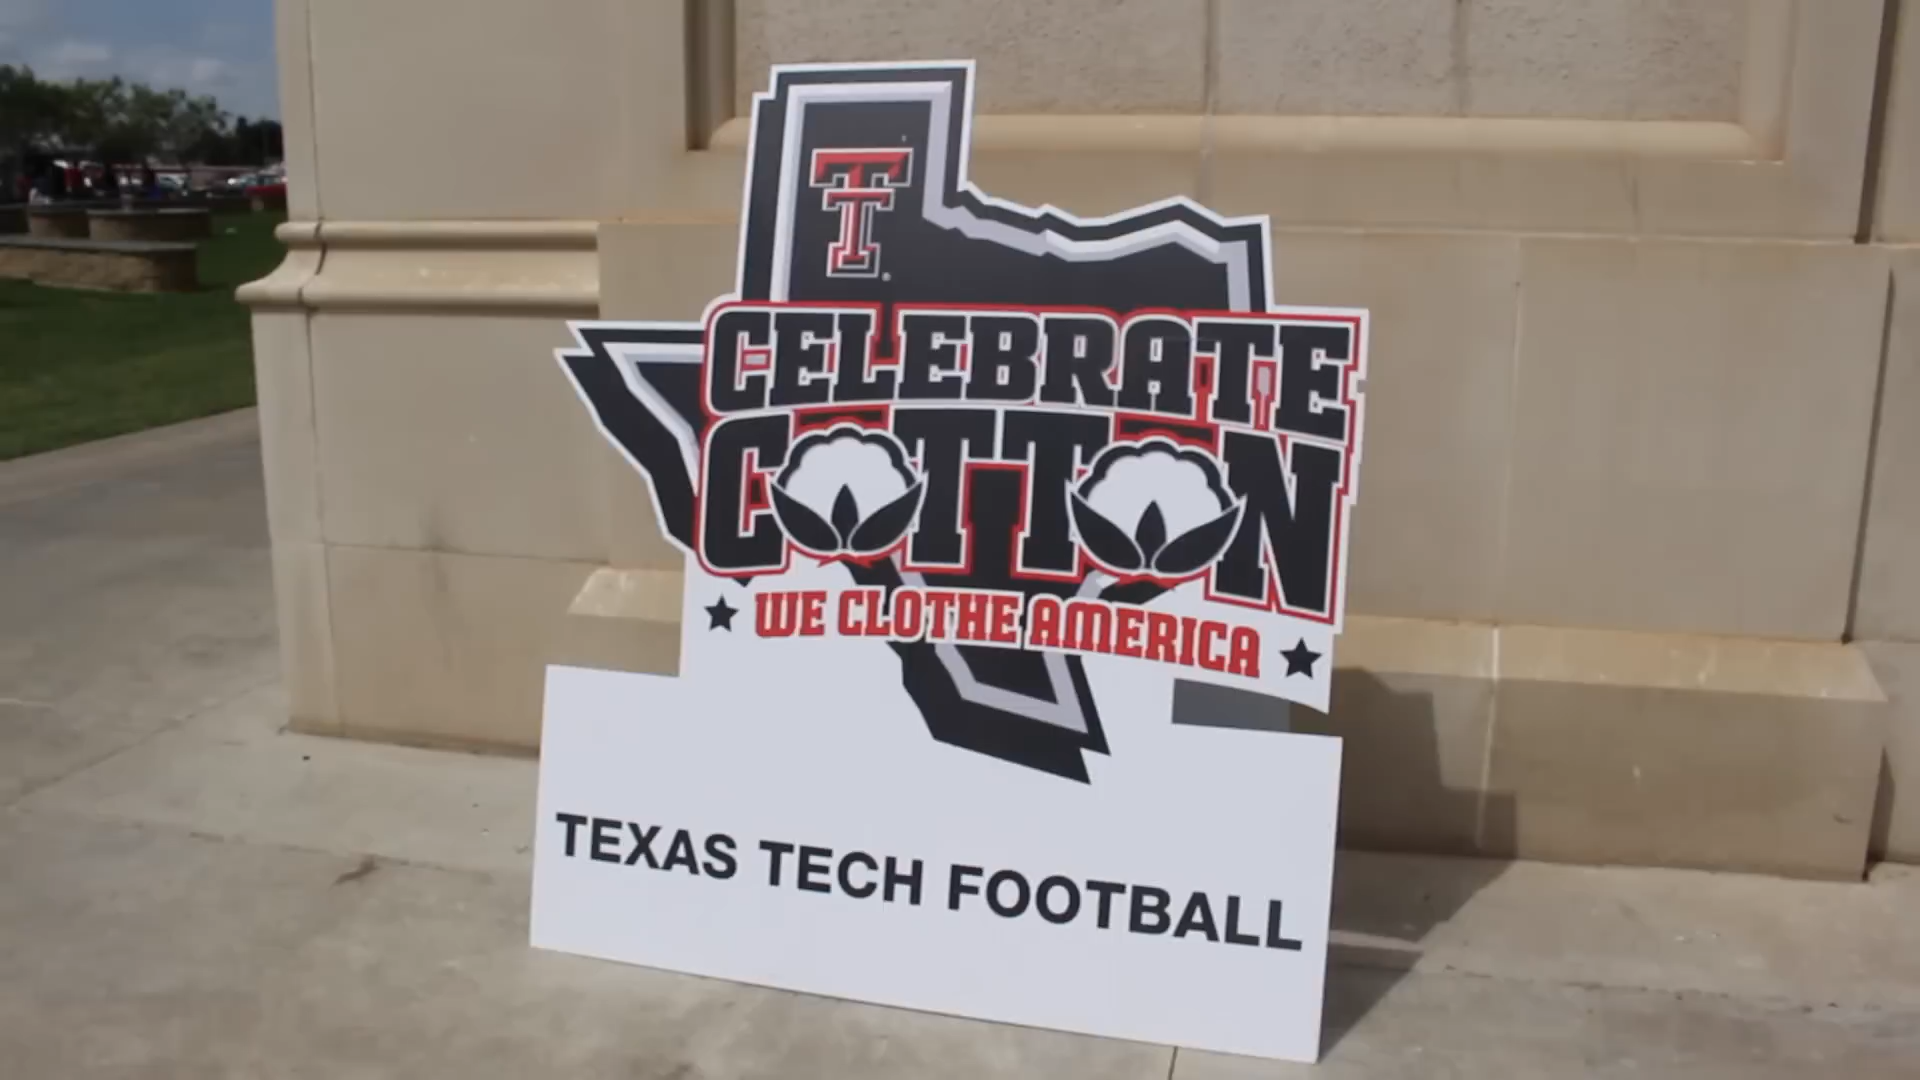 T
CELEBRATE
COTTON
WE CLOTHE AMERICA
TEXAS TECH FOOTBALL